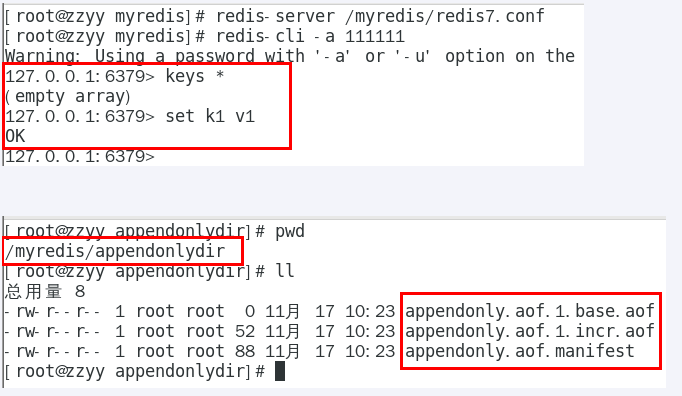 [root@zzyy myredis]# redis-server /myredis/redis7.conf
[root@zzyy myredis]# redis-cli -a 111111
Warning: Using a password with '-a' or '-u' option on the
127.0.0.1:6379> keys *
(empty array)
127.0.0.1:6379> set k1 v1
OK
127.0.0.1:6379>
[root@zzyy appendonlydir]# pwd
/myredis/appendonlydir
[root@zzyy appendonlydir]# ll
总用量 8
-rw-r--r-- 1 root root  0 11月 17 10:23 appendonly.aof.1.base.aof
-rw-r--r-- 1 root root 52 11月 17 10:23 appendonly.aof.1.incr.aof
-rw-r--r-- 1 root root 88 11月 17 10:23 appendonly.aof.manifest
[root@zzyy appendonlydir]#